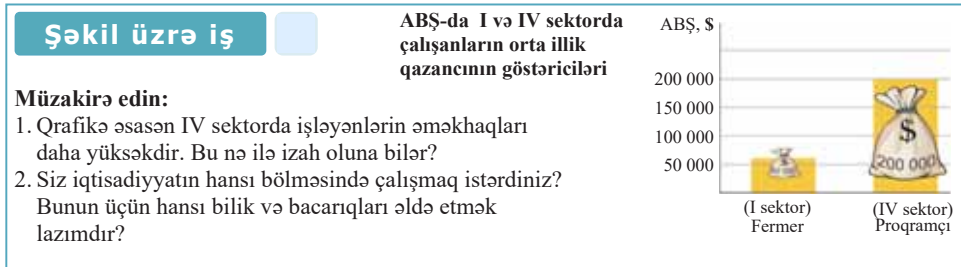 Şəkil üzrə iş
ABŞ-da I və IV sektorda
çalışanların orta illik
qazancının göstəriciləri
Müzakirə edin:
1. Qrafikə əsasən IV sektorda işləyənlərin əməkhaqları
daha yüksəkdir. Bu nə ilə izah oluna bilər?
2. Siz iqtisadiyyatın hansı bölməsində çalışmaq istərdiniz?
Bunun üçün hansı bilik və bacarıqları əldə etmək
lazımdır?
ABŞ, $
200 000
150 000
100 000
50 000
$
$
200 000
(I sektor)
Fermer
(IV sektor)
Proqramçı